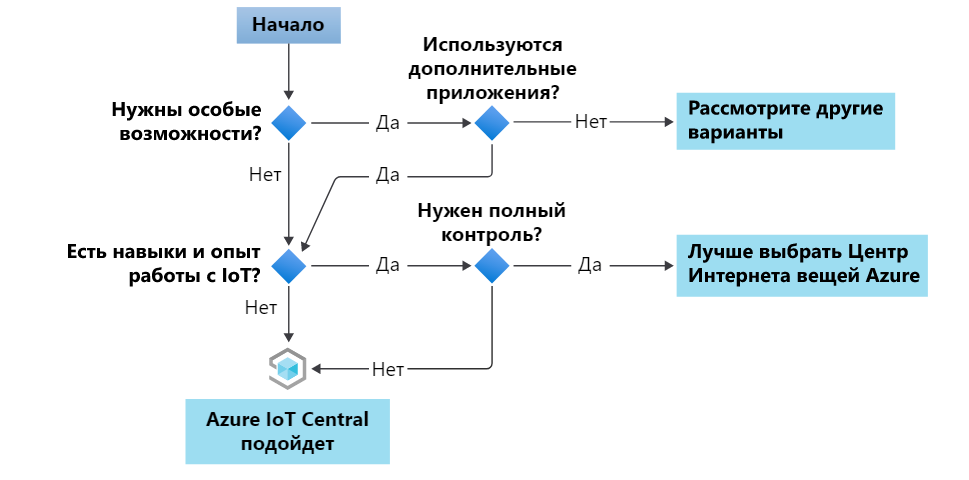 Начало
Используются
дополнительные
приложения?
Нужны особые
возможности?
Да
Нет
Рассмотрите другие
варианты
Нет
Да
Нужен полный
контроль?
Есть навыки и опыт
работы с IoT?
Да
Да
Лучше выбрать Центр
Интернета вещей Azure
Нет
Нет
Azure IoT Central
подойдет